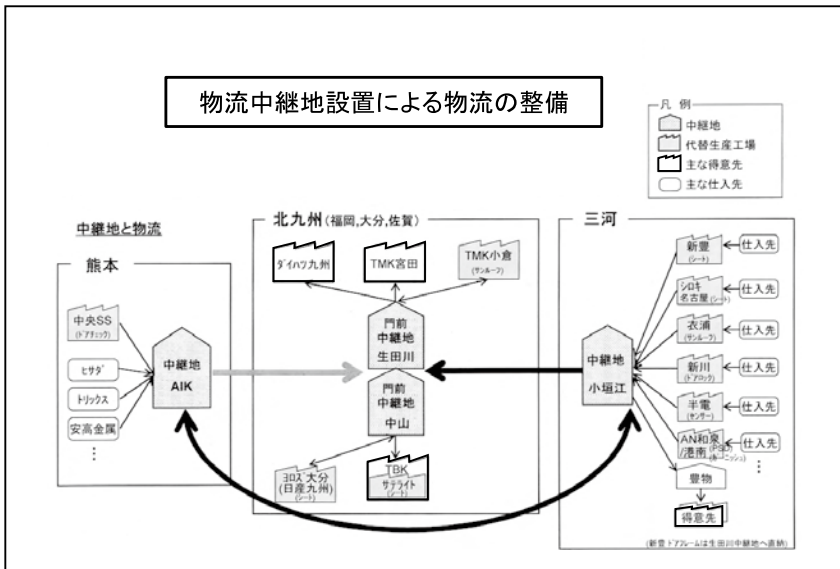 物流中継地設置による物流の整備
凡 例
中継地
代替生産工場
主な得意先
主な仕入先
中継地と物流
熊本
中央SS
(ドアチェック)
ヒサダ
トリックス
安高金属
⋮
中継地
AIK
北九州(福岡,大分,佐賀)
ダイハツ九州
TMK宮田
TMK小倉
(サンルーフ)
門前
中継地
生田川
門前
中継地
中山
ヨロズ大分
(日産九州)
(シート)
TBK
サテライト
(シート)
三河
中継地
小垣江
新豊
(シート)
仕入先
シロキ
名古屋(シート)
仕入先
衣浦
(サンルーフ)
仕入先
新川
(ドアロック)
仕入先
半電
(センサー)
仕入先
AN和泉
/港南
(PSD)
仕入先
⋮
豊物
得意先
(新豊ドアフレームは生田川中継地へ直納)